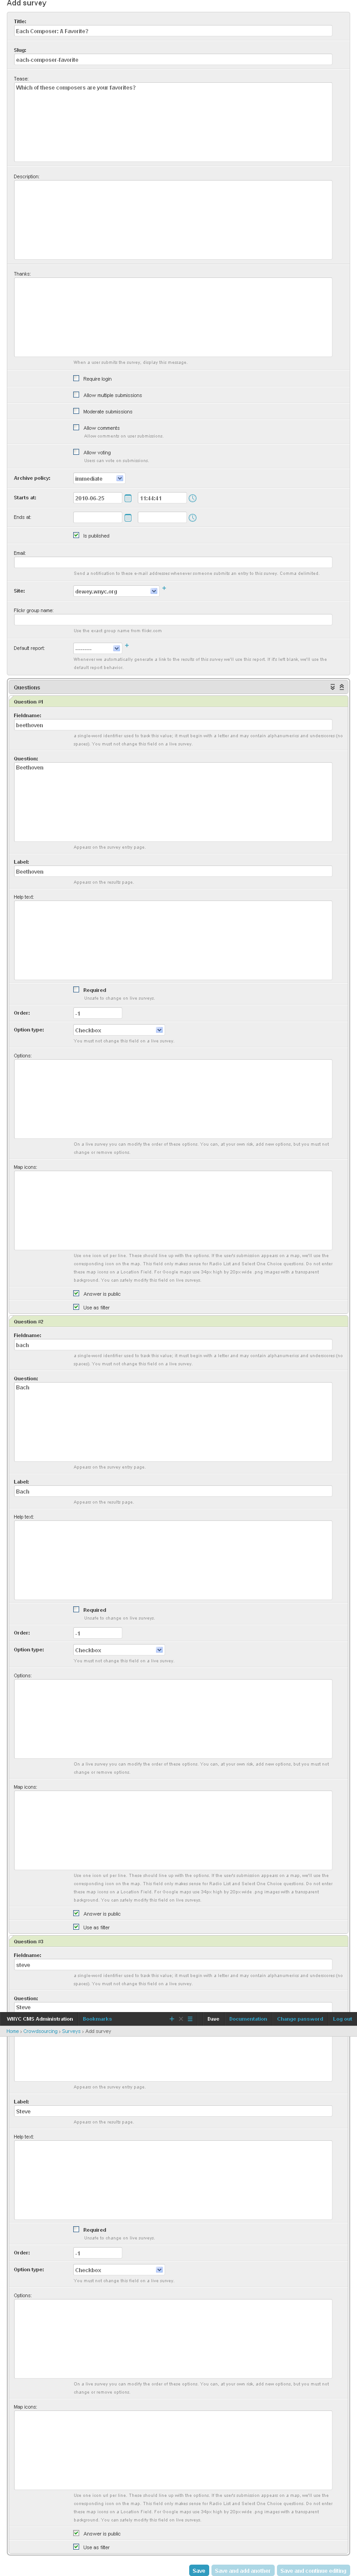 Add survey
Title:
Each Composer: A Favorite?
Slug:
each-composer-favorite
Tease:
Which of these composers are your favorites?
Description:
Thanks:
When a user submits the survey, display this message.
Require login
Allow multiple submissions
Moderate submissions
Allow comments
Allow comments on user submissions
Allow voting
Users can vote on submissions
Archive policy:
immediate
Starts at:
2010-06-25 11:44:41
Ends at:
Is published
Email:
Send a notification to these e-mail addresses whenever someone submits an entry to this survey. Comma delimited.
Site:
dewey.wnyc.org
Flickr group name:
Use the exact group name from flickr.com
Default report:
---------
Whenever we automatically generate a link to the results of this survey we'll use this report. If it's left blank, we'll use the
default report behavior.
Questions
Question #1
Fieldname:
beethoven
a single-word identifier used to track this value; it must begin with a letter and may contain alphanumerics and underscores (no
spaces). You must not change this field on a live survey.
Question:
Beethoven
Appears on the survey entry page.
Label:
Beethoven
Appears on the results page.
Help text:
Required
Unsafe to change on live surveys.
Order:
-1
Option type:
Checkbox
You must not change this field on a live survey.
Options:
On a live survey you can modify the order of these options. You can, at your own risk, add new options, but you must not
change or remove options.
Map icons:
Use one icon url per line. These should line up with the options. If the user's submission appears on a map, we'll use the
corresponding icon on the map. This field only makes sense for Radio List and Select One Choice questions. Do not enter
these map icons on a Location Field. For Google maps use 34px high by 20px wide .png images with a transparent
background. You can safely modify this field on live surveys.
Answer is public
Use as filter
Question #2
Fieldname:
bach
a single-word identifier used to track this value; it must begin with a letter and may contain alphanumerics and underscores (no
spaces). You must not change this field on a live survey.
Question:
Bach
Appears on the survey entry page.
Label:
Bach
Appears on the results page.
Help text:
Required
Unsafe to change on live surveys.
Order:
-1
Option type:
Checkbox
You must not change this field on a live survey.
Options:
On a live survey you can modify the order of these options. You can, at your own risk, add new options, but you must not
change or remove options.
Map icons:
Use one icon url per line. These should line up with the options. If the user's submission appears on a map, we'll use the
corresponding icon on the map. This field only makes sense for Radio List and Select One Choice questions. Do not enter
these map icons on a Location Field. For Google maps use 34px high by 20px wide .png images with a transparent
background. You can safely modify this field on live surveys.
Answer is public
Use as filter
Question #3
Fieldname:
steve
a single-word identifier used to track this value; it must begin with a letter and may contain alphanumerics and underscores (no
spaces). You must not change this field on a live survey.
Question:
Steve
WNYC CMS Administration Bookmarks Dave Documentation Change password Log out
Home › Crowdsourcing › Surveys › Add survey
Appears on the survey entry page.
Label:
Steve
Appears on the results page.
Help text:
Required
Unsafe to change on live surveys.
Order:
-1
Option type:
Checkbox
You must not change this field on a live survey.
Options:
On a live survey you can modify the order of these options. You can, at your own risk, add new options, but you must not
change or remove options.
Map icons:
Use one icon url per line. These should line up with the options. If the user's submission appears on a map, we'll use the
corresponding icon on the map. This field only makes sense for Radio List and Select One Choice questions. Do not enter
these map icons on a Location Field. For Google maps use 34px high by 20px wide .png images with a transparent
background. You can safely modify this field on live surveys.
Answer is public
Use as filter
Save Save and add another Save and continue editing